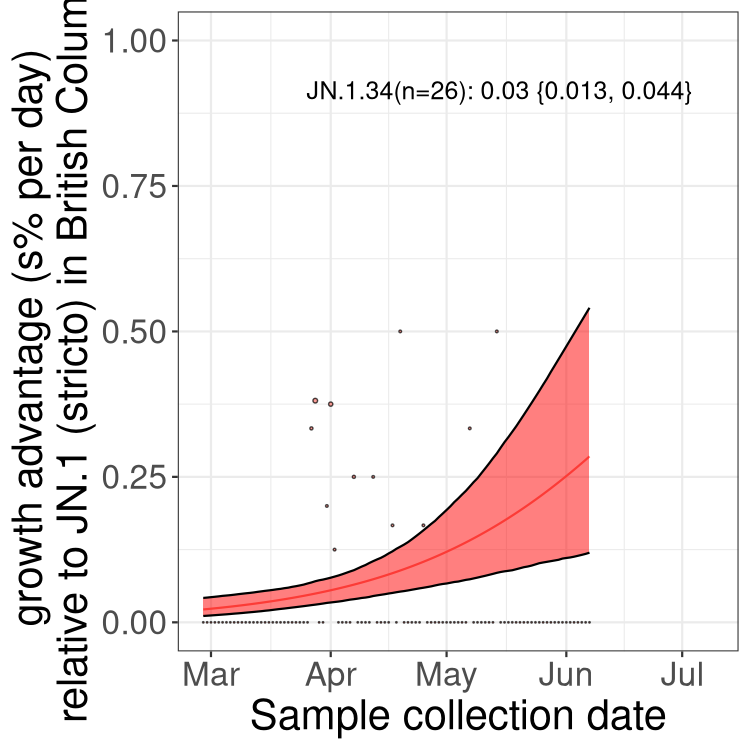 growth advantage (s% per day)
relative to JN.1 (stricto) in British Colum
1.00
0.75
0.50
0.25
0.00
JN.1.34(n=26): 0.03 {0.013, 0.044}
Mar Apr May Jun Jul
Sample collection date